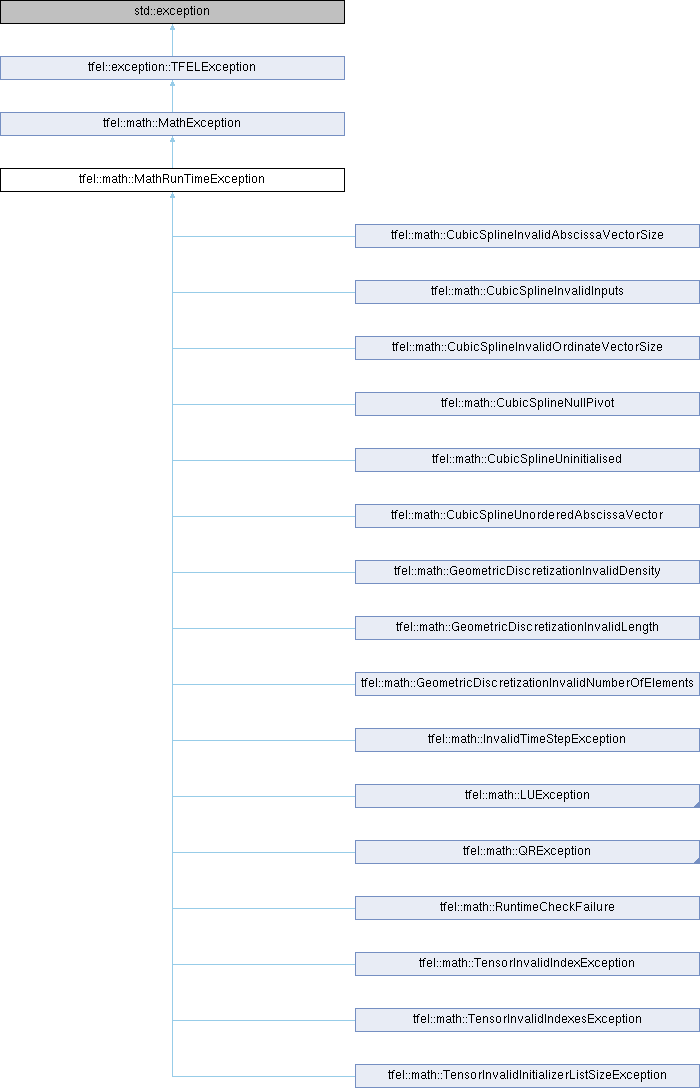 std::exception
tfel::exception::TFELException
tfel::math::MathException
tfel::math::MathRunTimeException
tfel::math::CubicSplineInvalidAbscissaVectorSize
tfel::math::CubicSplineInvalidInputs
tfel::math::CubicSplineInvalidOrdinateVectorSize
tfel::math::CubicSplineNullPivot
tfel::math::CubicSplineUninitialised
tfel::math::CubicSplineUnorderedAbscissaVector
tfel::math::GeometricDiscretizationInvalidDensity
tfel::math::GeometricDiscretizationInvalidLength
tfel::math::GeometricDiscretizationInvalidNumberOfElements
tfel::math::InvalidTimeStepException
tfel::math::LUException
tfel::math::QRException
tfel::math::RuntimeCheckFailure
tfel::math::TensorInvalidIndexException
tfel::math::TensorInvalidIndexesException
tfel::math::TensorInvalidInitializerListSizeException